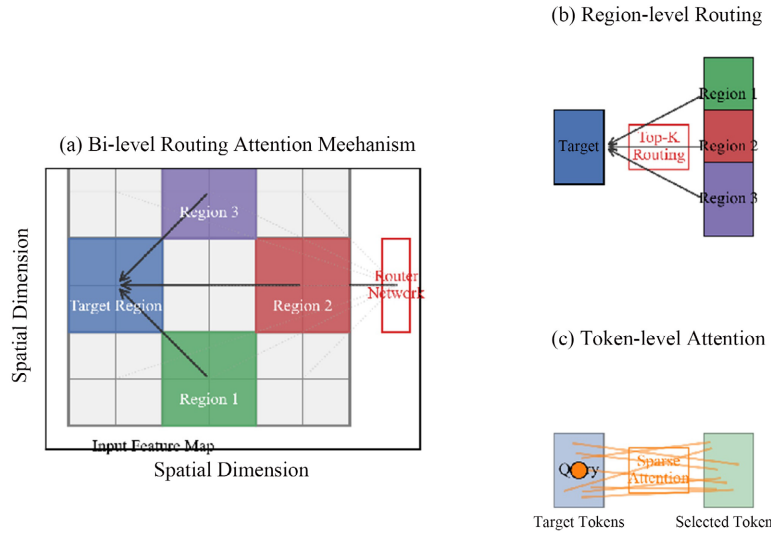 (a) Bi-level Routing Attention Meehanism
Spatial Dimension
Region 3
Target Region
Region 2
Router
Network
Region 1
Input Feature Map
Spatial Dimension
(b) Region-level Routing
Target
Top-K
Routing
Region 1
Region 2
Region 3
(c) Token-level Attention
Query
Sparse
Attention
Target Tokens
Selected Token